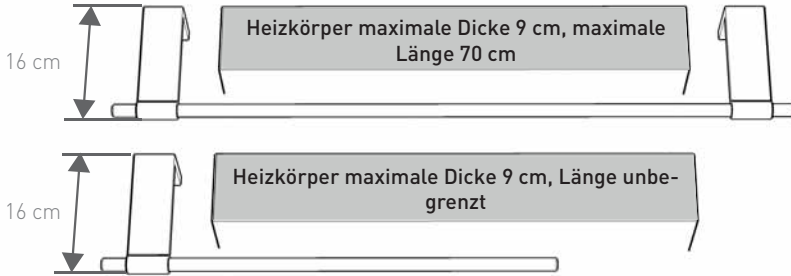 Heizkörper maximale Dicke 9 cm, maximale
Länge 70 cm
16 cm
Heizkörper maximale Dicke 9 cm, Länge unbe-
grenzt
16 cm